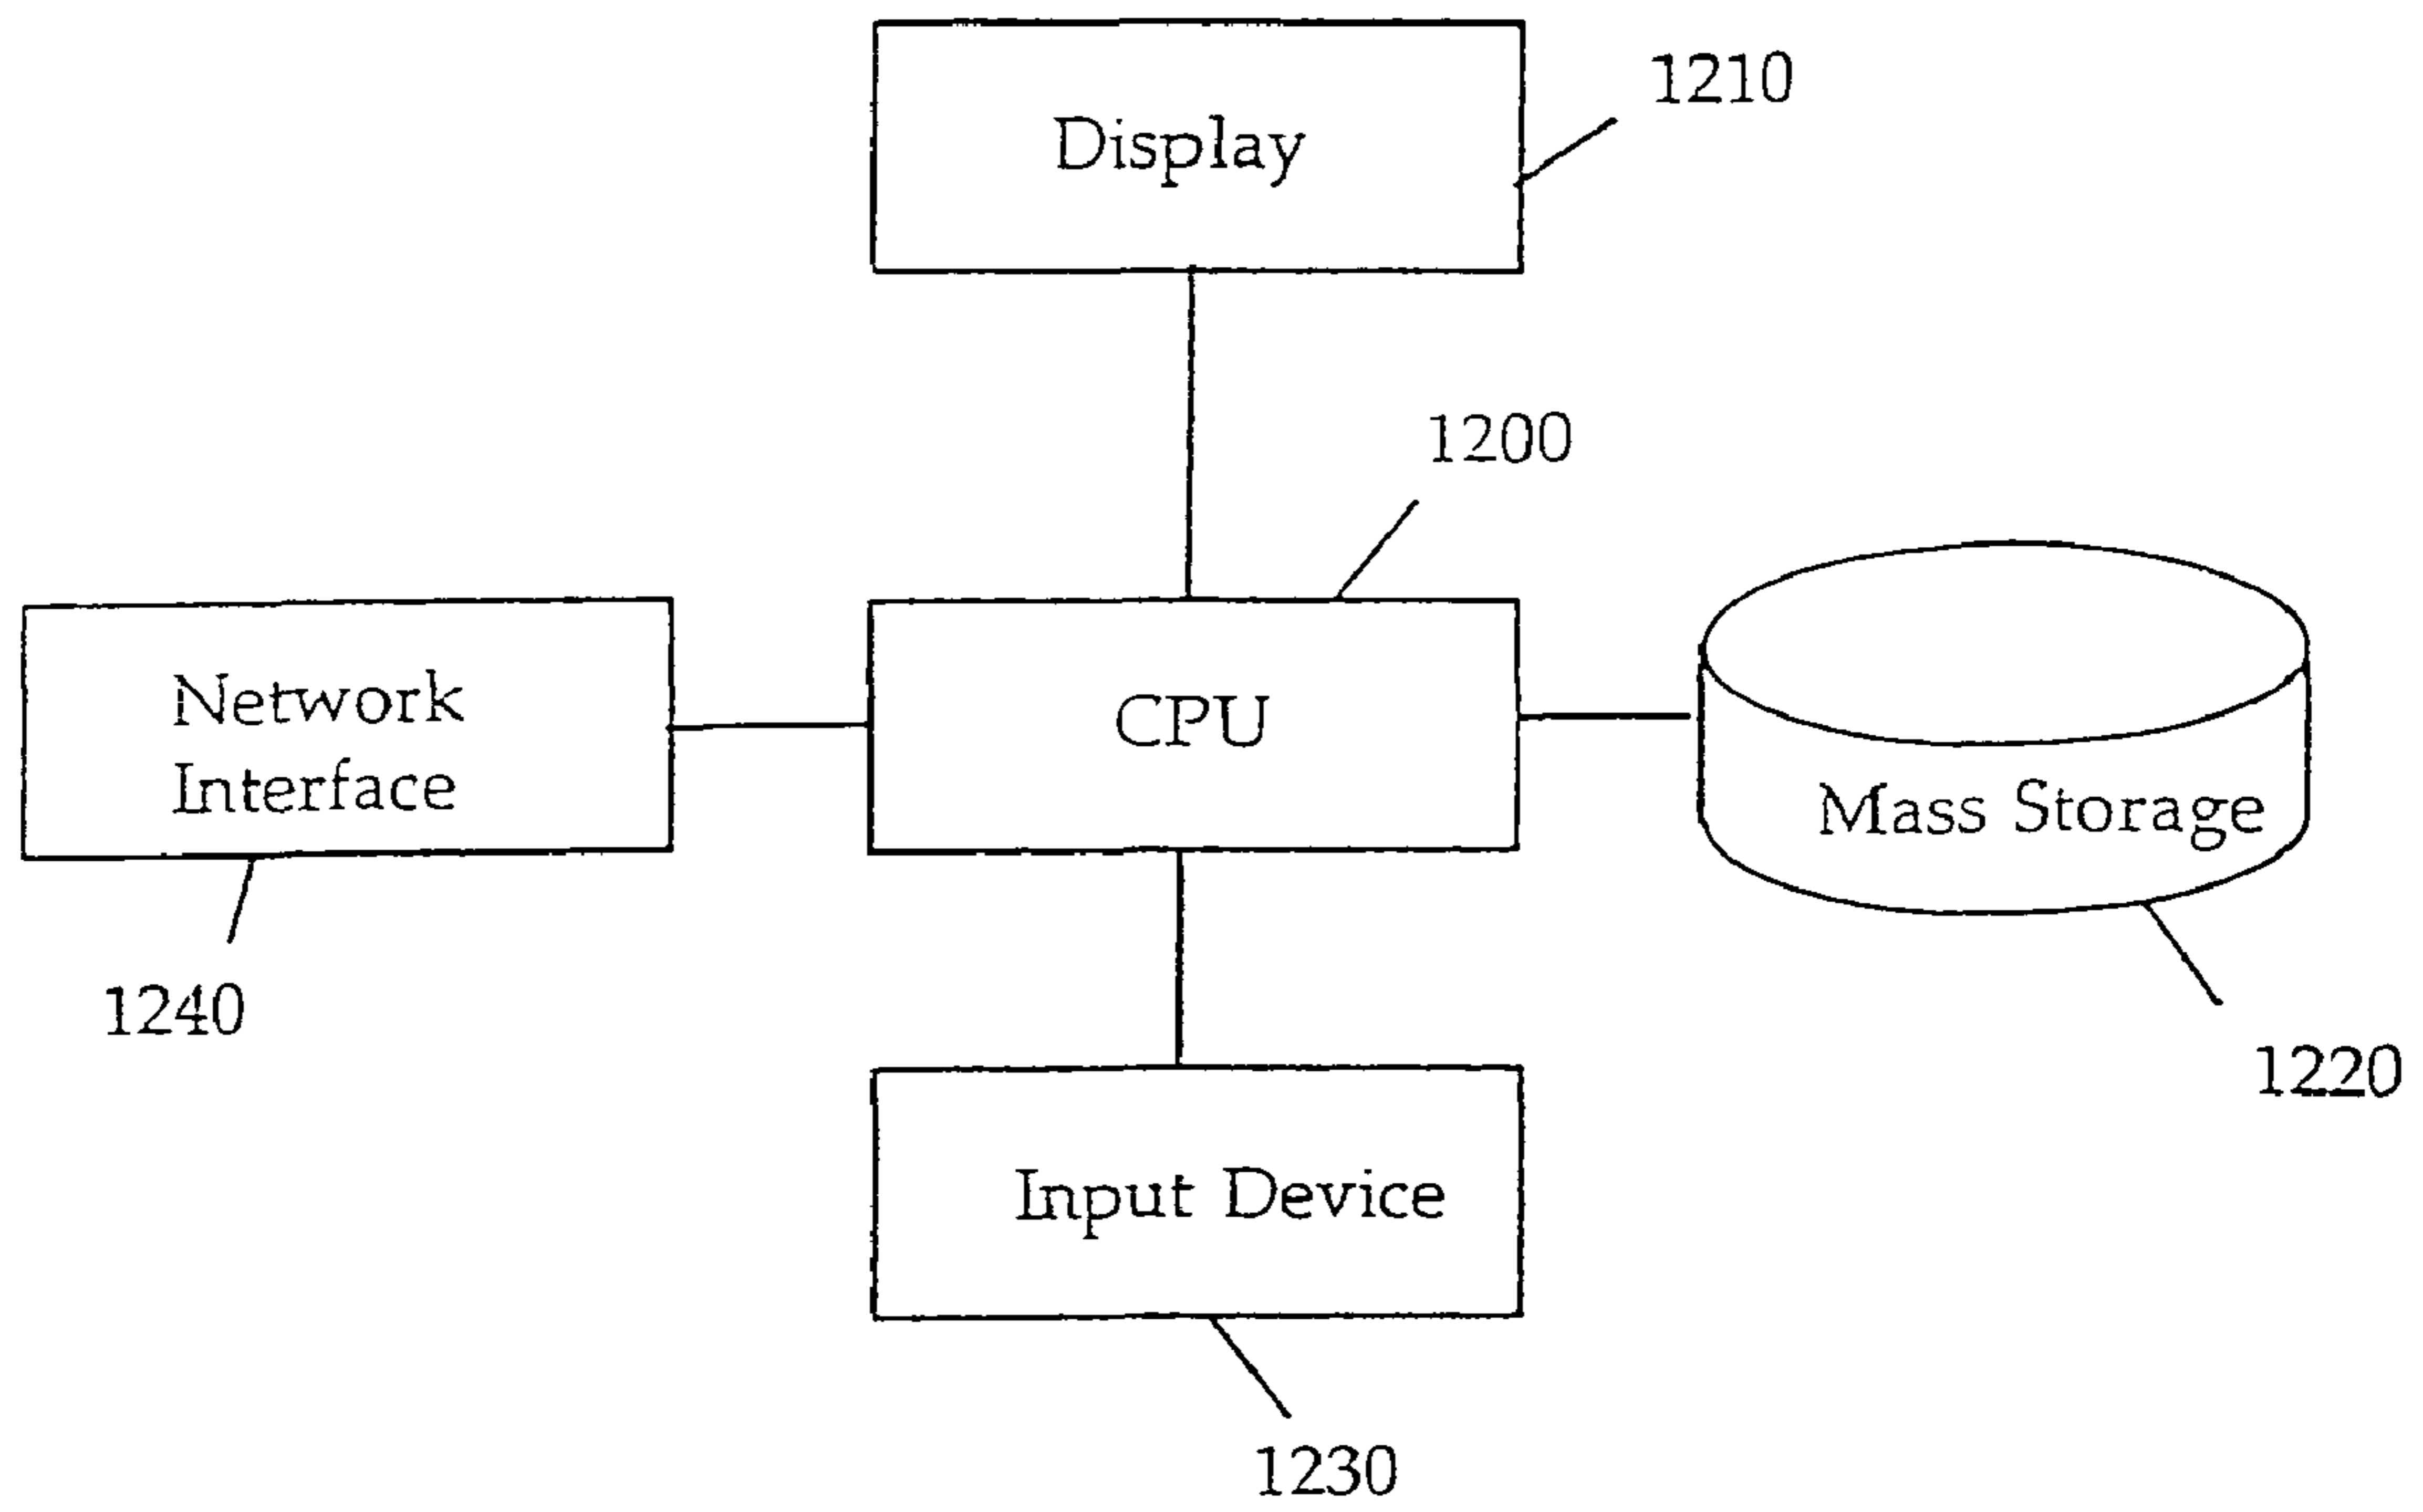 Display
1210
1200
Network
Interface
CPU
Mass Storage
1240
1220
Input Device
1230